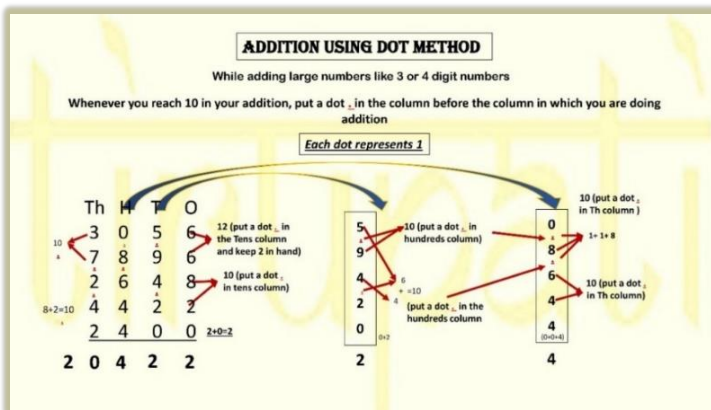 ADDITION USING DOT METHOD
While adding large numbers like 3 or 4 digit numbers
Whenever you reach 10 in your addition, put a dot . in the column before the column in which you are doing
addition
Each dot represents 1
Th H T O
3 0 5 6
7 8 9 6
2 6 4 8
4 4 2 2
2 4 0 0
2 0 4 2 2
10
8+2=10
12 (put a dot . in
the Tens column
and keep 2 in hand)
10 (put a dot .
in tens column)
2+0=2
5
9
4
2
0
0+2
2
10 (put a dot . in
hundreds column)
6
+ =10
4
(put a dot . in the
hundreds column
0
8
6
4
4
(0+0+4)
4
10 (put a dot .
in Th column )
1+ 1+ 8
10 (put a dot .
in Th column)
tirupati